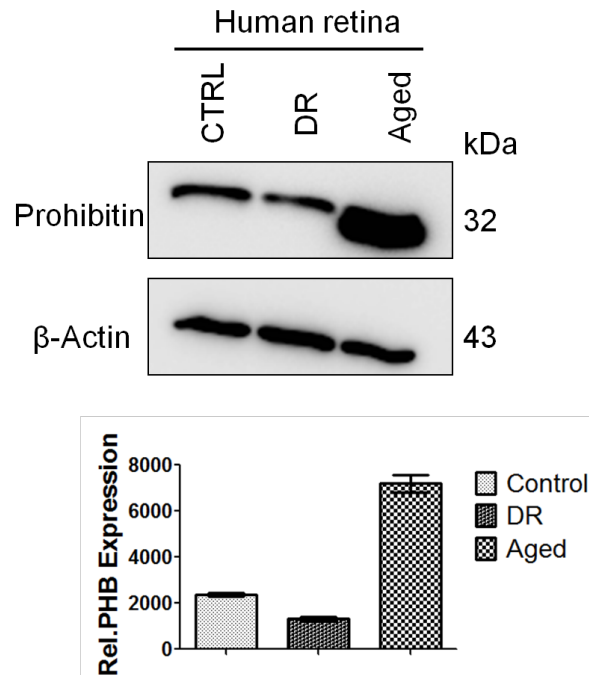 Human retina
CTRL DR Aged
kDa
Prohibitin 32
β-Actin 43
Rel.PHB Expression
8000
6000
4000
2000
0
Control
DR
Aged